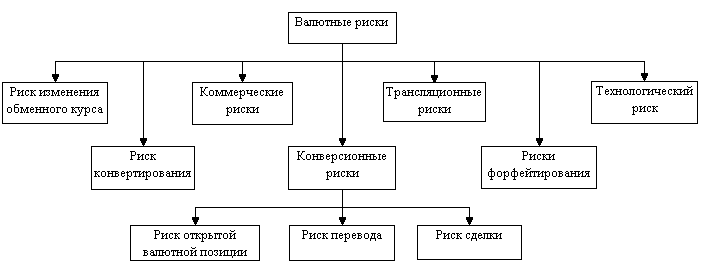 Валютные риски
Риск изменения
обменного курса
Коммерческие
риски
Трансляционные
риски
Технологический
риск
Риск
конвертирования
Конверсионные
риски
Риски
форфейтирования
Риск открытой
валютной позиции
Риск перевода
Риск сделки